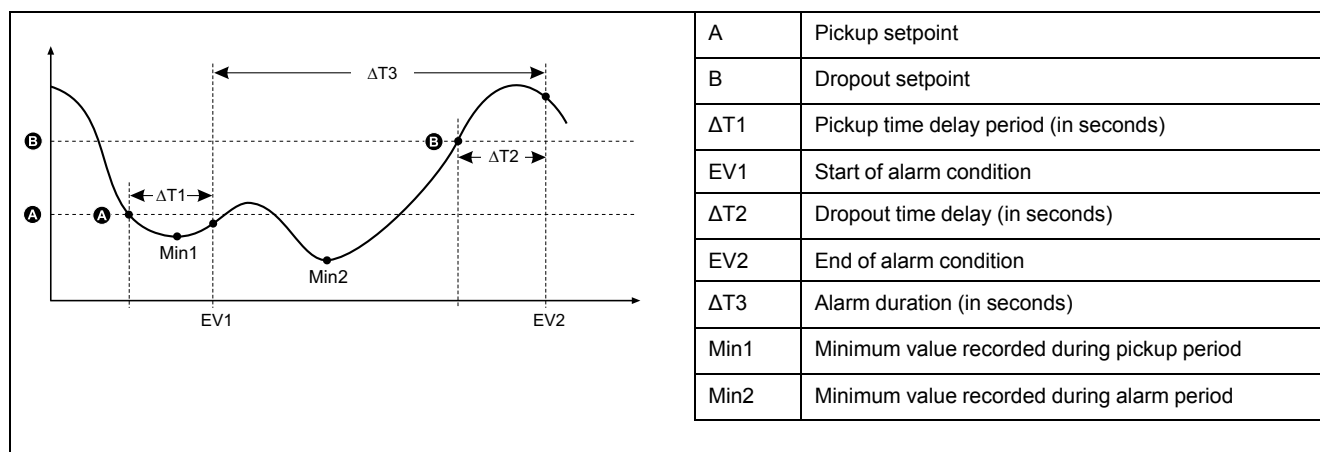 ΔT3
B
B
ΔT2
ΔT1
A
A
Min1
Min2
EV1
EV2
A Pickup setpoint
B Dropout setpoint
ΔT1 Pickup time delay period (in seconds)
EV1 Start of alarm condition
ΔT2 Dropout time delay (in seconds)
EV2 End of alarm condition
ΔT3 Alarm duration (in seconds)
Min1 Minimum value recorded during pickup period
Min2 Minimum value recorded during alarm period